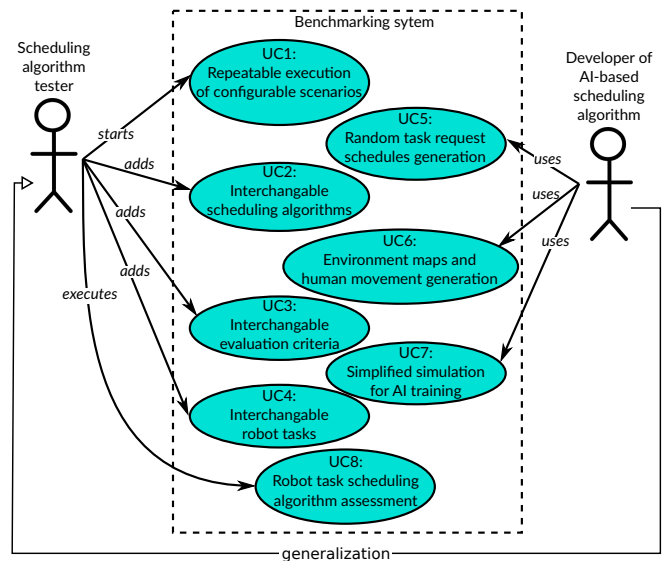 Benchmarking sytem
Scheduling
algorithm
tester
Developer of
AI-based
scheduling
algorithm
UC1:
Repeatable execution
of configurable scenarios
UC5:
Random task request
schedules generation
starts
adds
uses
UC2:
Interchangable
scheduling algorithms
uses
adds
UC6:
Environment maps and
human movement generation
uses
adds
executes
UC3:
Interchangable
evaluation criteria
UC7:
Simplified simulation
for AI training
UC4:
Interchangable
robot tasks
UC8:
Robot task scheduling
algorithm assessment
generalization